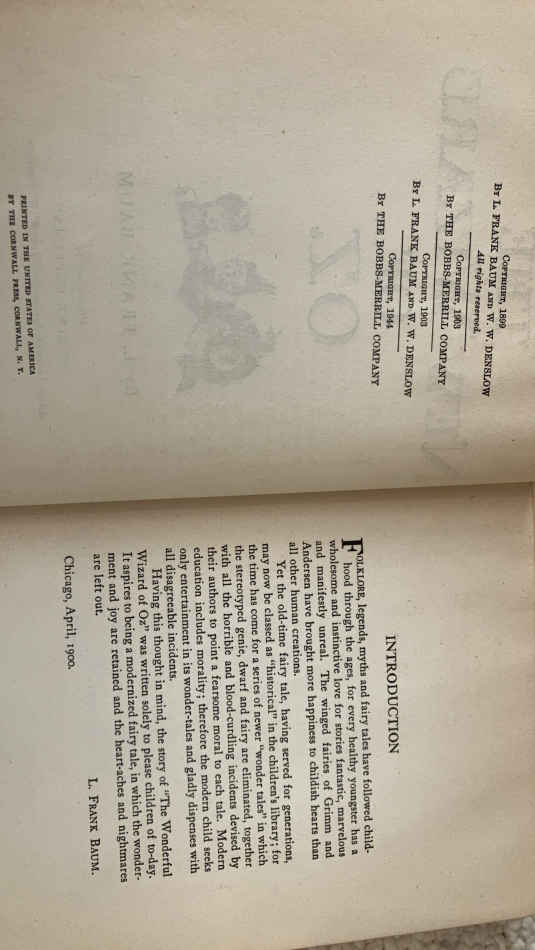 COPYRIGHT, 1899
BY L. FRANK BAUM AND W. W. DENSLOW
All rights reserved.
COPYRIGHT, 1903
BY THE BOBBS-MERRILL COMPANY
COPYRIGHT, 1903
BY L. FRANK BAUM AND W. W. DENSLOW
COPYRIGHT, 1944
BY THE BOBBS-MERRILL COMPANY
PRINTED IN THE UNITED STATES OF AMERICA
BY THE CORNWALL PRESS, CORNWALL, N. Y.
INTRODUCTION
FOLKLORE, legends, myths and fairy tales have followed child-
hood through the ages, for every healthy youngster has a
wholesome and instinctive love for stories fantastic, marvelous
and manifestly unreal. The winged fairies of Grimm and
Andersen have brought more happiness to childish hearts than
all other human creations.
Yet the old-time fairy tale, having served for generations,
may now be classed as "historical" in the children's library; for
the time has come for a series of newer "wonder tales" in which
the stereotyped genie, dwarf and fairy are eliminated, together
with all the horrible and blood-curdling incidents devised by
their authors to point a fearsome moral to each tale. Modern
education includes morality; therefore the modern child seeks
only entertainment in its wonder-tales and gladly dispenses with
all disagreeable incidents.
Having this thought in mind, the story of "The Wonderful
Wizard of Oz" was written solely to please children of to-day.
It aspires to being a modernized fairy tale, in which the wonder-
ment and joy are retained and the heart-aches and nightmares
are left out.
L. FRANK BAUM.
Chicago, April, 1900.